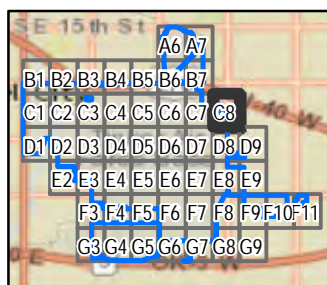 SE 15th St
A6 A7
B1 B2 B3 B4 B5 B6 B7
C1 C2 C3 C4 C5 C6 C7 C8
I-40 W
D1 D2 D3 D4 D5 D6 D7 D8 D9
E2 E3 E4 E5 E6 E7 E8 E9
F3 F4 F5 F6 F7 F8 F9 F10 F11
G3 G4 G5 G6 G7 G8 G9